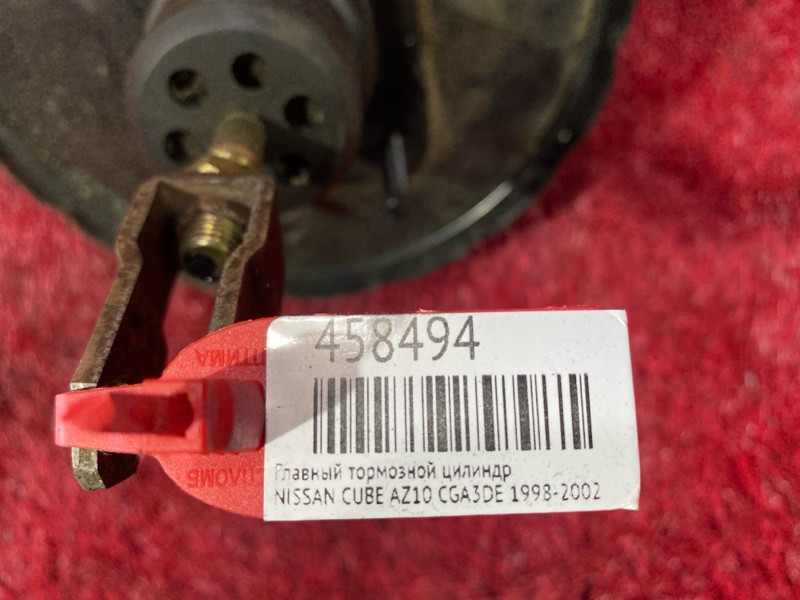 458494
Главный тормозной цилиндр
NISSAN CUBE AZ10 CGA3DE 1998-2002